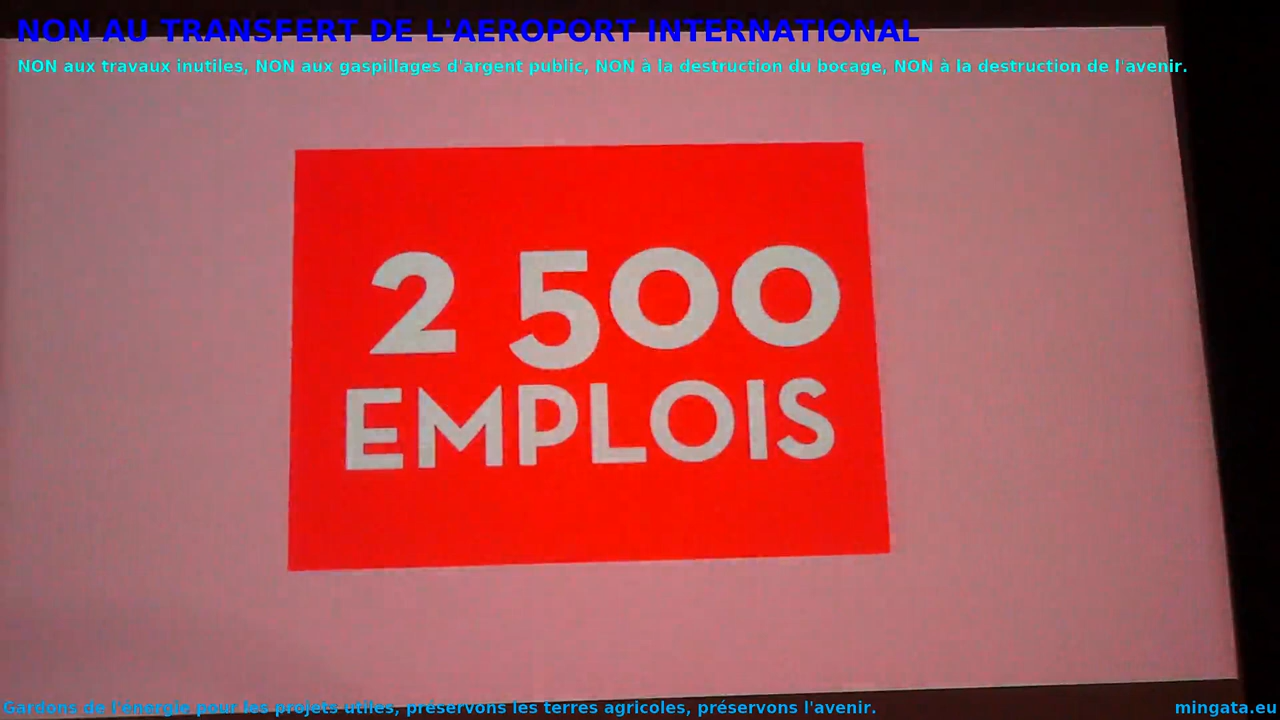 NON AU TRANSFERT DE L'AEROPORT INTERNATIONAL
NON aux travaux inutiles, NON aux gaspillages d'argent public, NON à la destruction du bocage, NON à la destruction de l'avenir.
2 500
EMPLOIS
Gardons de l'énergie pour les projets utiles, préservons les terres agricoles, préservons l'avenir.
mingata.eu